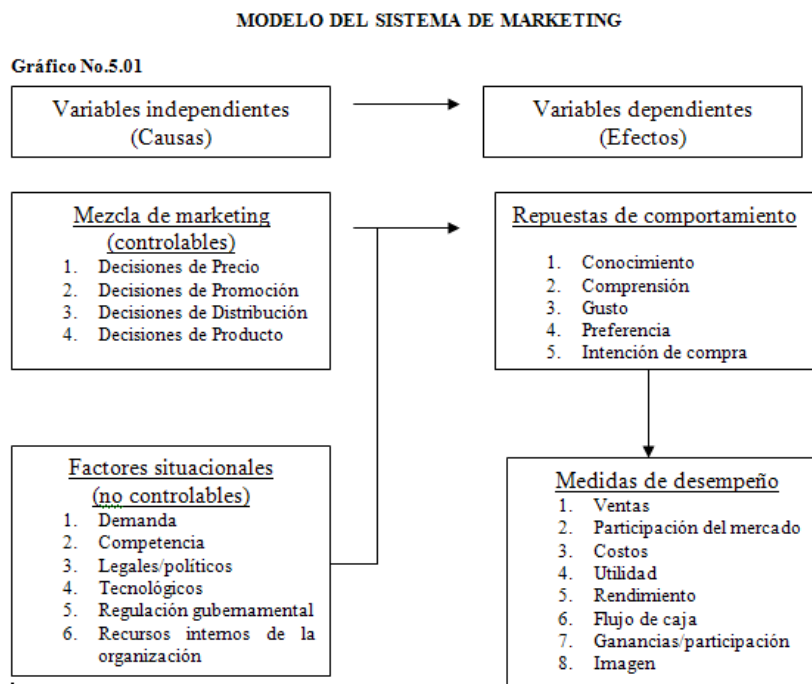 MODELO DEL SISTEMA DE MARKETING
Gráfico No.5.01
Variables independientes
(Causas)
Variables dependientes
(Efectos)
Mezcla de marketing
(controlables)
1. Decisiones de Precio
2. Decisiones de Promoción
3. Decisiones de Distribución
4. Decisiones de Producto
Repuestas de comportamiento
1. Conocimiento
2. Comprensión
3. Gusto
4. Preferencia
5. Intención de compra
Factores situacionales
(no controlables)
1. Demanda
2. Competencia
3. Legales/políticos
4. Tecnológicos
5. Regulación gubernamental
6. Recursos internos de la
organización
Medidas de desempeño
1. Ventas
2. Participación del mercado
3. Costos
4. Utilidad
5. Rendimiento
6. Flujo de caja
7. Ganancias/participación
8. Imagen